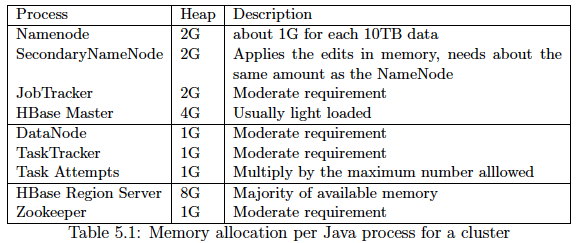 Process Heap Description
Namenode 2G about 1G for each 10TB data
SecondaryNameNode 2G Applies the edits in memory, needs about the
same amount as the NameNode
JobTracker 2G Moderate requirement
HBase Master 4G Usually light loaded
DataNode 1G Moderate requirement
TaskTracker 1G Moderate requirement
Task Attempts 1G Multiply by the maximum number alllowed
HBase Region Server 8G Majority of available memory
Zookeeper 1G Moderate requirement
Table 5.1: Memory allocation per Java process for a cluster